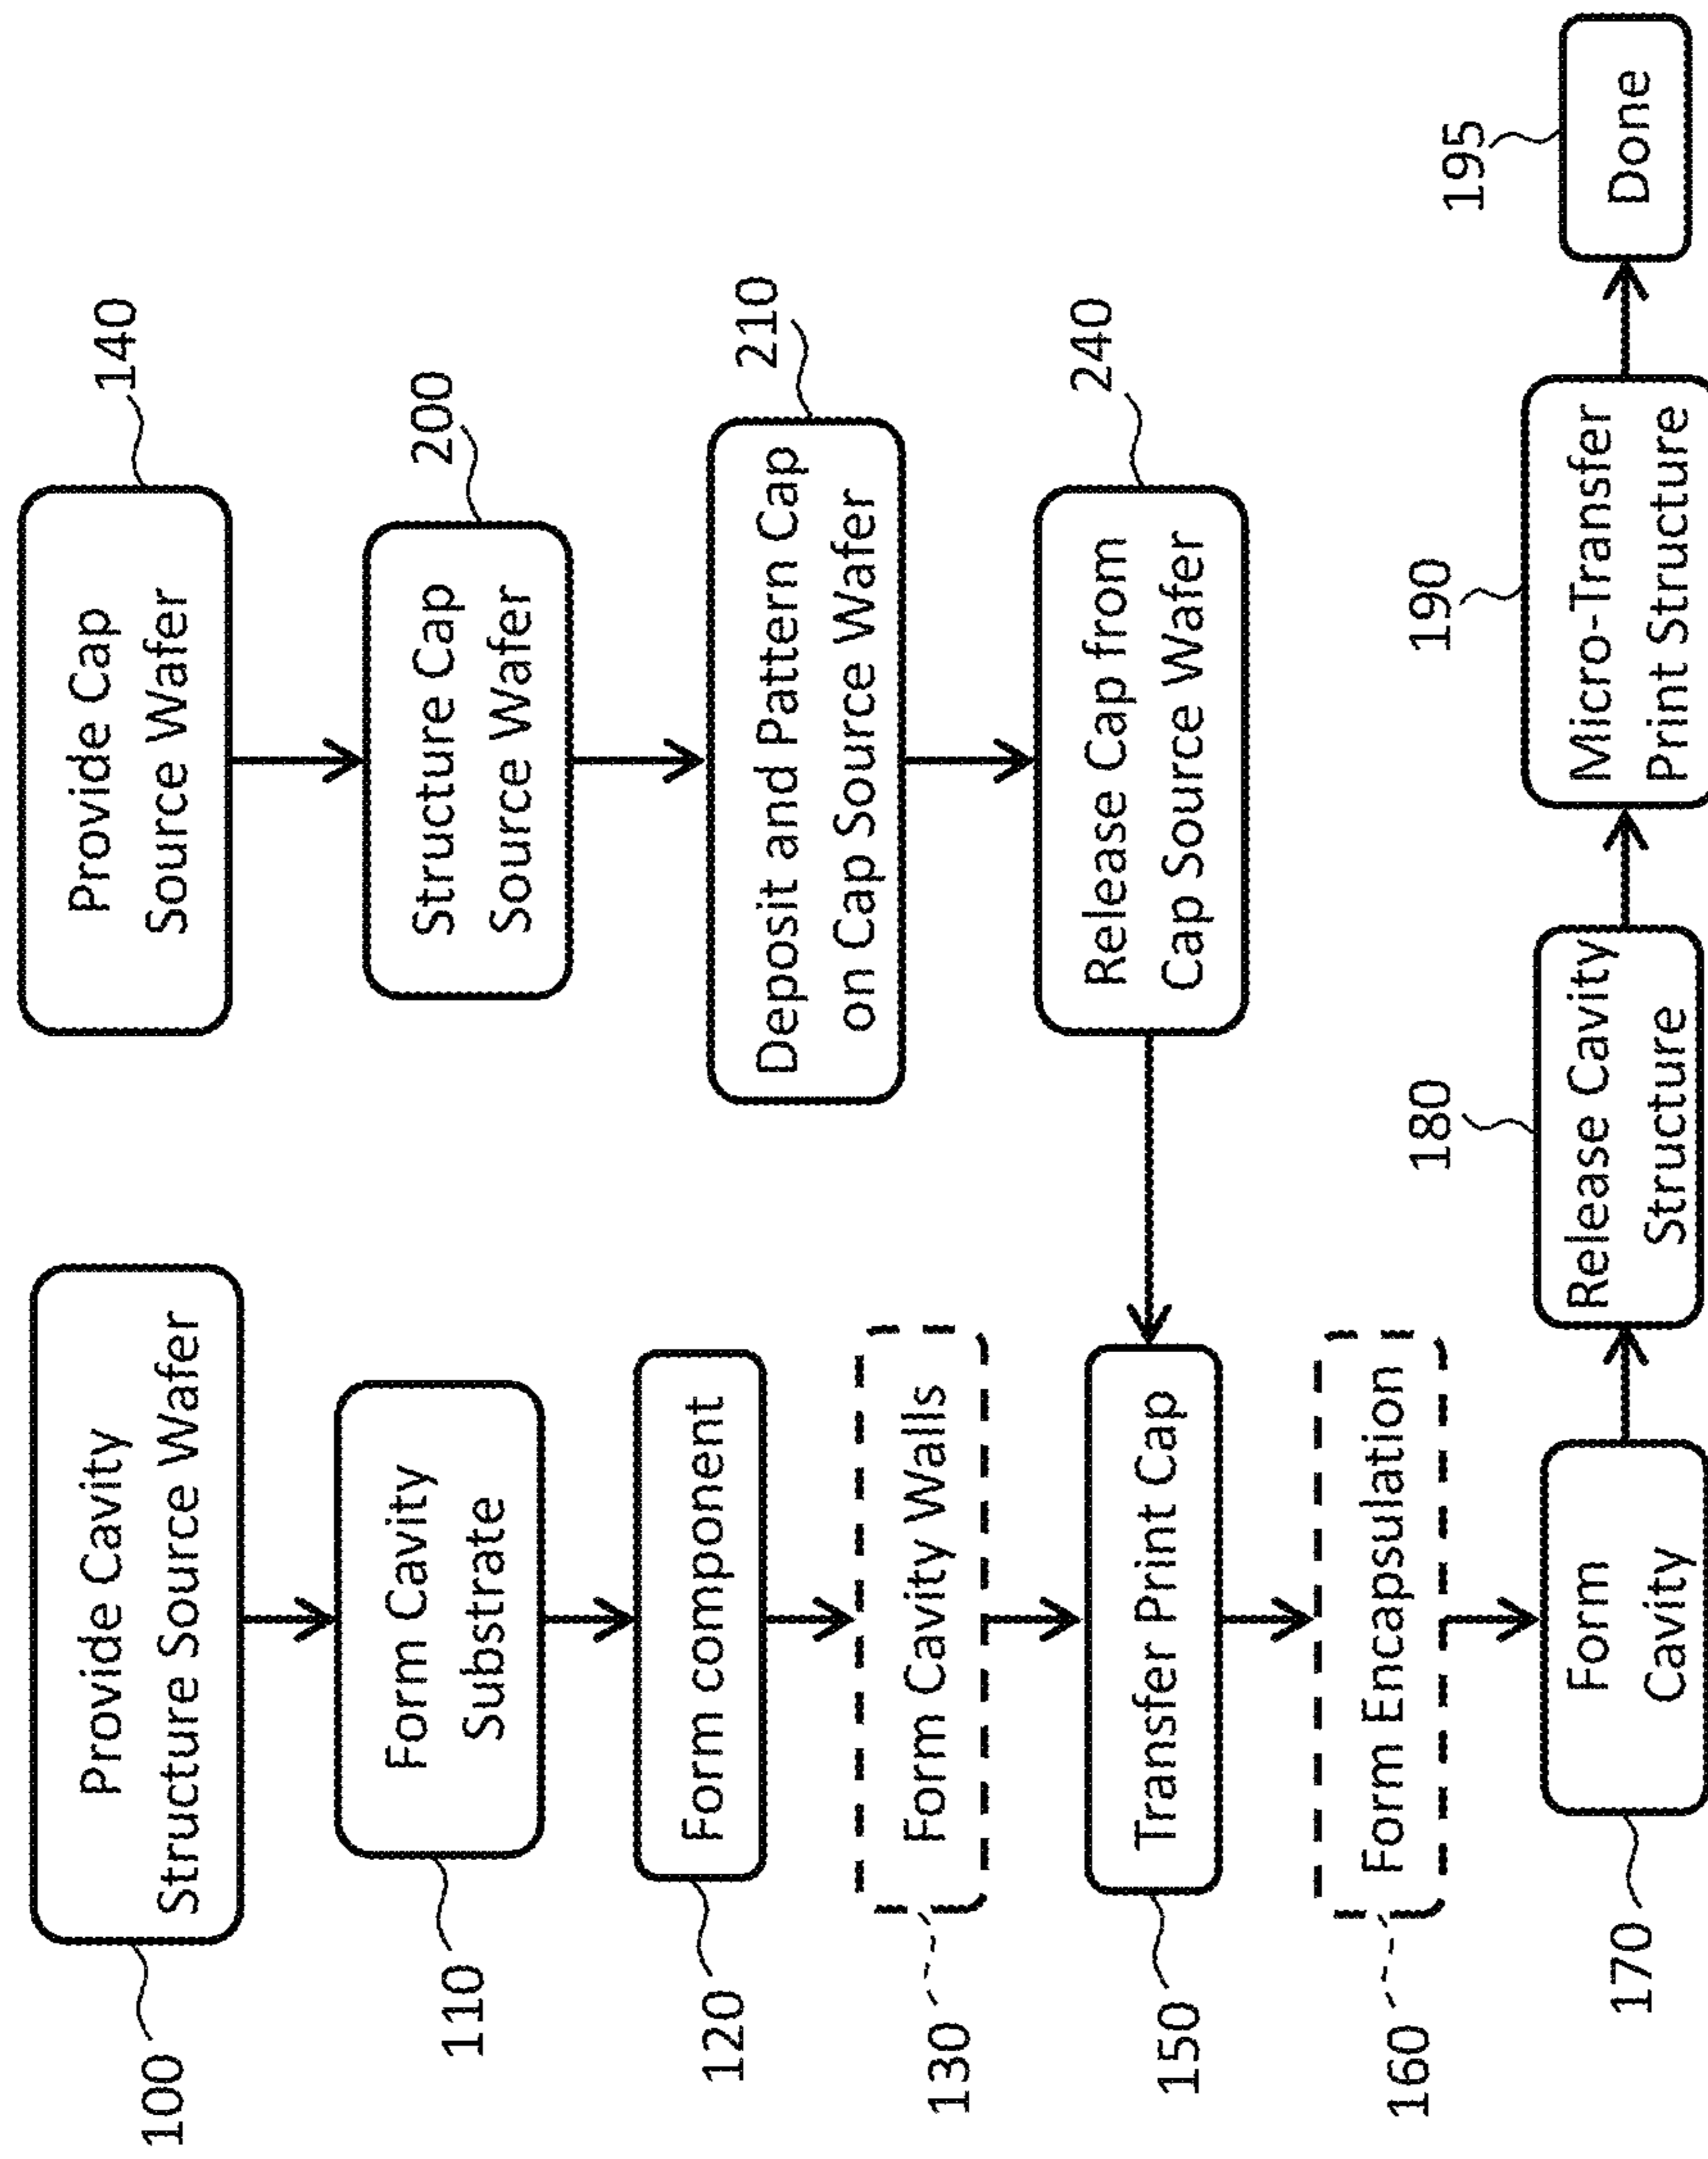 100
Provide Cavity
Structure Source Wafer
110
Form Cavity
Substrate
120
Form component
130
Form Cavity Walls
150
Transfer Print Cap
160
Form Encapsulation
170
Form
Cavity
140
Provide Cap
Source Wafer
200
Structure Cap
Source Wafer
210
Deposit and Pattern Cap
on Cap Source Wafer
240
Release Cap from
Cap Source Wafer
180
Release Cavity
Structure
190
Micro-Transfer
Print Structure
195
Done